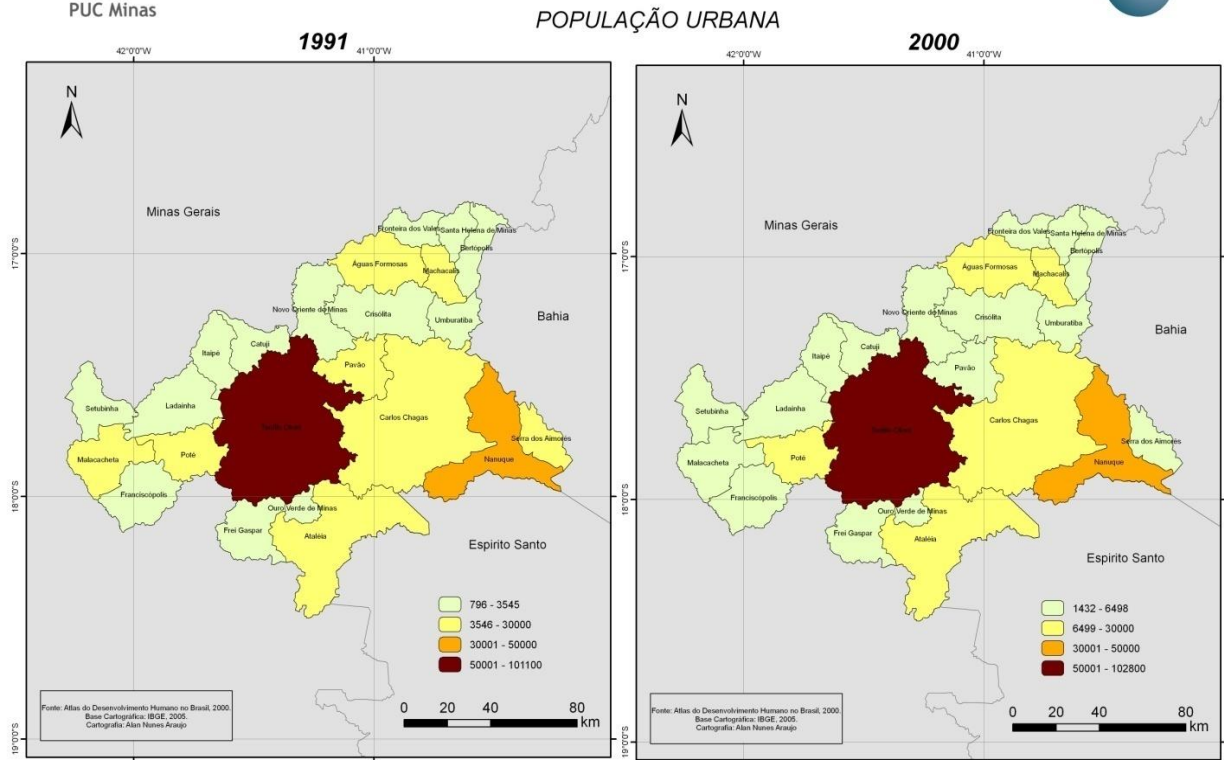 PUC Minas
POPULAÇÃO URBANA
1991
42°0'0"W
41°0'0"W
N
Minas Gerais
Fronteira dos Vales
Santa Helena de Minas
Bertópolis
17°0'0"S
Águas Formosas
Machacalis
Novo Oriente de Minas
Crisólita
Umburatiba
Bahia
Itaipé
Catuji
Pavão
Setubinha
Ladainha
Carlos Chagas
Teófilo Otoni
Serra dos Aimorés
Malacacheta
Poté
Nanuque
Franciscópolis
18°0'0"S
Ouro Verde de Minas
Frei Gaspar
Ataléia
Espirito Santo
796 - 3545
3546 - 30000
30001 - 50000
50001 - 101100
Fonte: Atlas do Desenvolvimento Humano no Brasil, 2000.
Base Cartográfica: IBGE, 2005.
Cartografia: Alan Nunes Araujo
0 20 40 80
km
19°0'0"S
2000
42°0'0"W
41°0'0"W
N
Minas Gerais
Fronteira dos Vales
Santa Helena de Minas
Bertópolis
17°0'0"S
Águas Formosas
Machacalis
Novo Oriente de Minas
Crisólita
Umburatiba
Bahia
Itaipé
Catuji
Pavão
Setubinha
Ladainha
Carlos Chagas
Teófilo Otoni
Serra dos Aimorés
Malacacheta
Poté
Nanuque
Franciscópolis
18°0'0"S
Ouro Verde de Minas
Frei Gaspar
Ataléia
Espirito Santo
1432 - 6498
6499 - 30000
30001 - 50000
50001 - 102800
Fonte: Atlas do Desenvolvimento Humano no Brasil, 2000.
Base Cartográfica: IBGE, 2005.
Cartografia: Alan Nunes Araujo
0 20 40 80
km
19°0'0"S